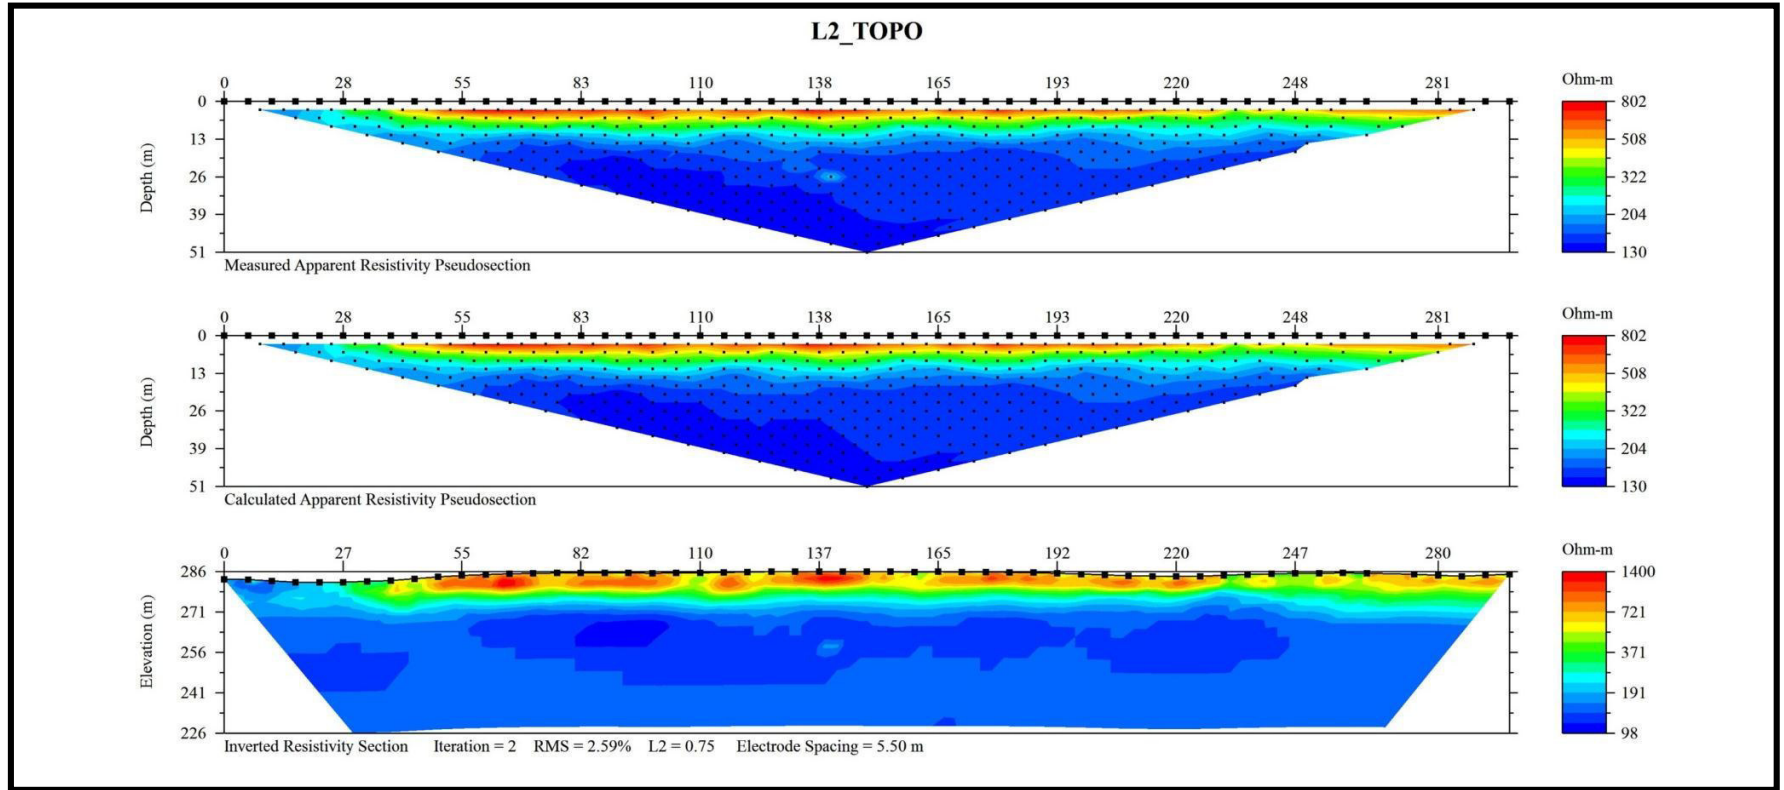 L2_TOPO
0 28 55 83 110 138 165 193 220 248 281
Ohm-m
0
13
26
39
51
Depth (m)
802
508
322
204
130
Measured Apparent Resistivity Pseudosection
0 28 55 83 110 138 165 193 220 248 281
Ohm-m
0
13
26
39
51
Depth (m)
802
508
322
204
130
Calculated Apparent Resistivity Pseudosection
0 27 55 82 110 137 165 192 220 247 280
Ohm-m
286
271
256
241
226
Elevation (m)
1400
721
371
191
98
Inverted Resistivity Section Iteration = 2 RMS = 2.59% L2 = 0.75 Electrode Spacing = 5.50 m